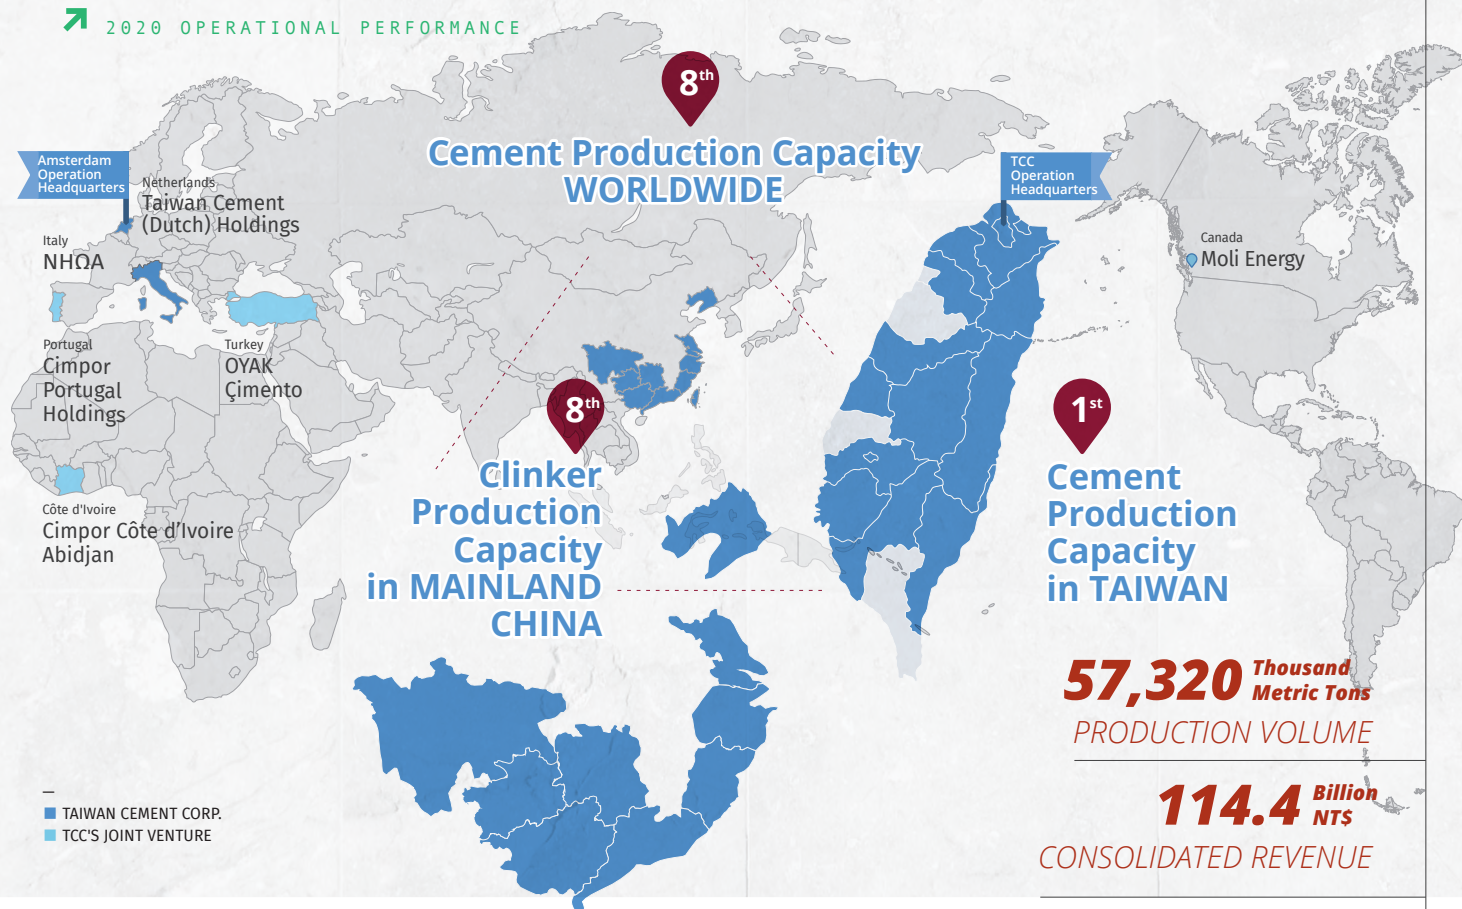 2020 OPERATIONAL PERFORMANCE
8th
Cement Production Capacity
WORLDWIDE
Amsterdam
Operation
Headquarters
Netherlands
Taiwan Cement
(Dutch) Holdings
Italy
NHΩA
Portugal
Cimpor
Portugal
Holdings
Turkey
OYAK
Çimento
Côte d'Ivoire
Cimpor Côte d’Ivoire
Abidjan
8th
Clinker
Production
Capacity
in MAINLAND
CHINA
TCC
Operation
Headquarters
Canada
Moli Energy
1st
Cement
Production
Capacity
in TAIWAN
57,320 Thousand
Metric Tons
PRODUCTION VOLUME
114.4 Billion
NT$
CONSOLIDATED REVENUE
TAIWAN CEMENT CORP.
TCC'S JOINT VENTURE